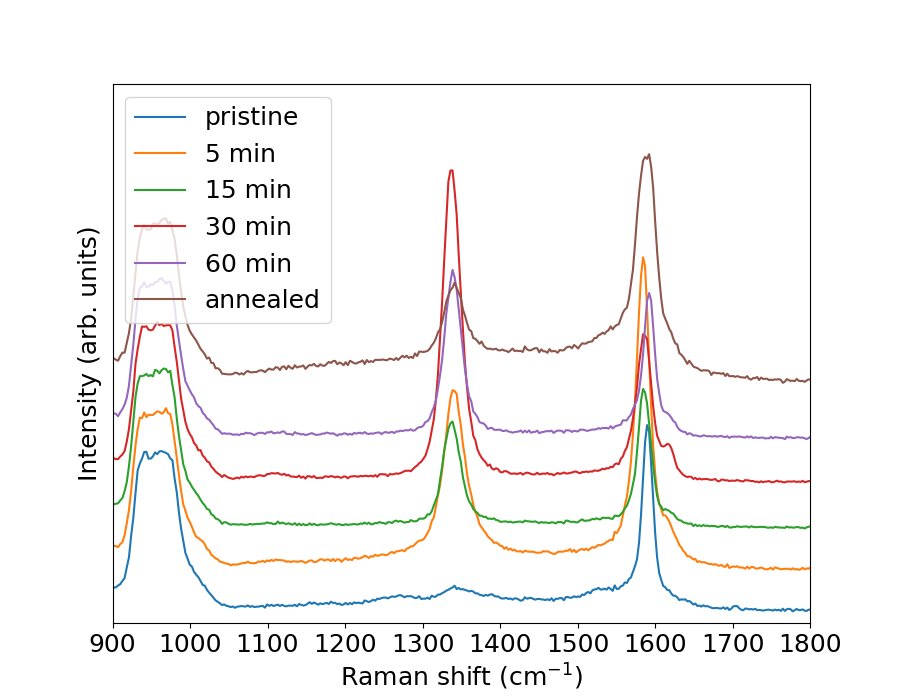 pristine
5 min
15 min
30 min
60 min
annealed
Intensity (arb. units)
900 1000 1100 1200 1300 1400 1500 1600 1700 1800
Raman shift (cm⁻¹)